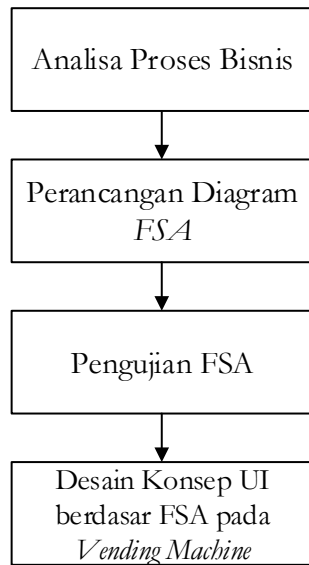 Analisa Proses Bisnis
Perancangan Diagram
FSA
Pengujian FSA
Desain Konsep UI
berdasar FSA pada
Vending Machine